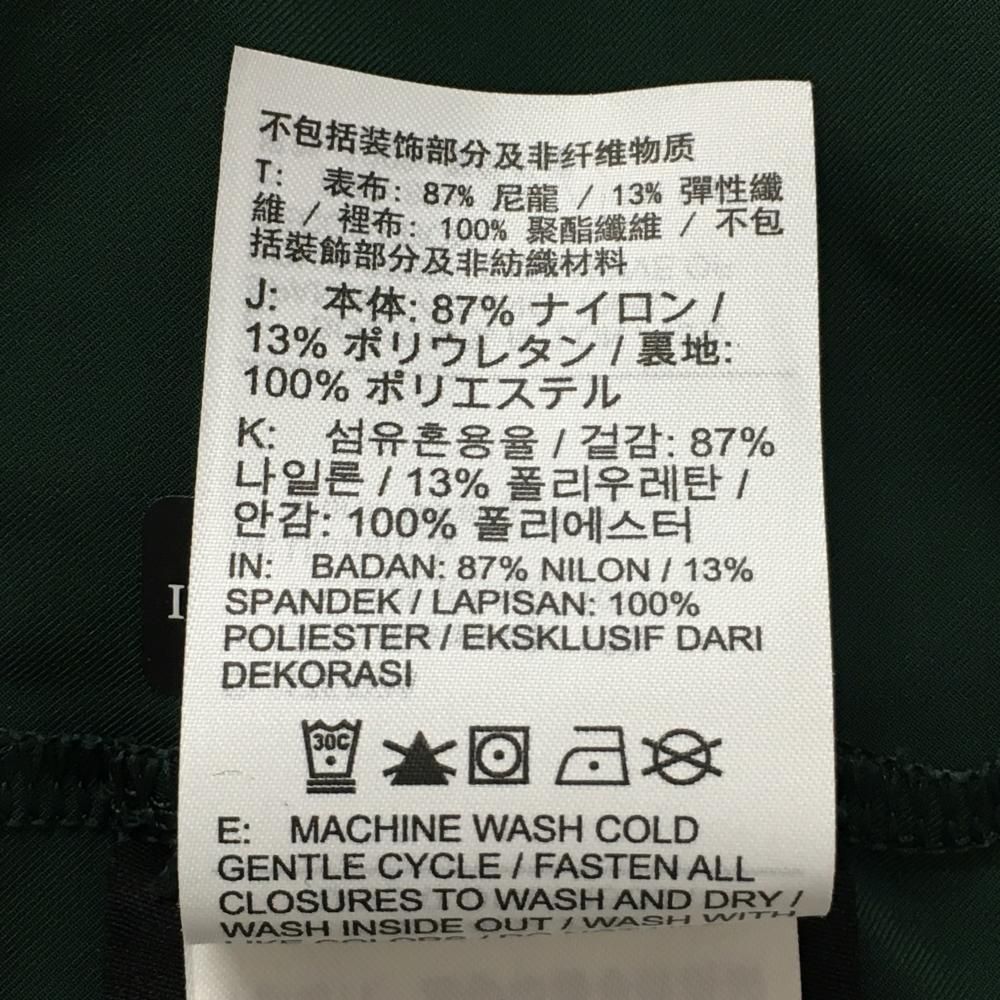 不包括装饰部分及非纤维物质
T: 表布: 87% 尼龍 / 13% 彈性纖
維 / 裡布: 100% 聚酯纖維 / 不包
括裝飾部分及非紡織材料
J: 本体: 87% ナイロン /
13% ポリウレタン / 裏地:
100% ポリエステル
K: 섬유혼용율 / 겉감: 87%
나일론 / 13% 폴리우레탄 /
안감: 100% 폴리에스터
IN: BADAN: 87% NILON / 13%
SPANDEK / LAPISAN: 100%
POLIESTER / EKSKLUSIF DARI
DEKORASI
30C
E: MACHINE WASH COLD
GENTLE CYCLE / FASTEN ALL
CLOSURES TO WASH AND DRY /
WASH INSIDE OUT / WASH WITH
LIKE COLORS /